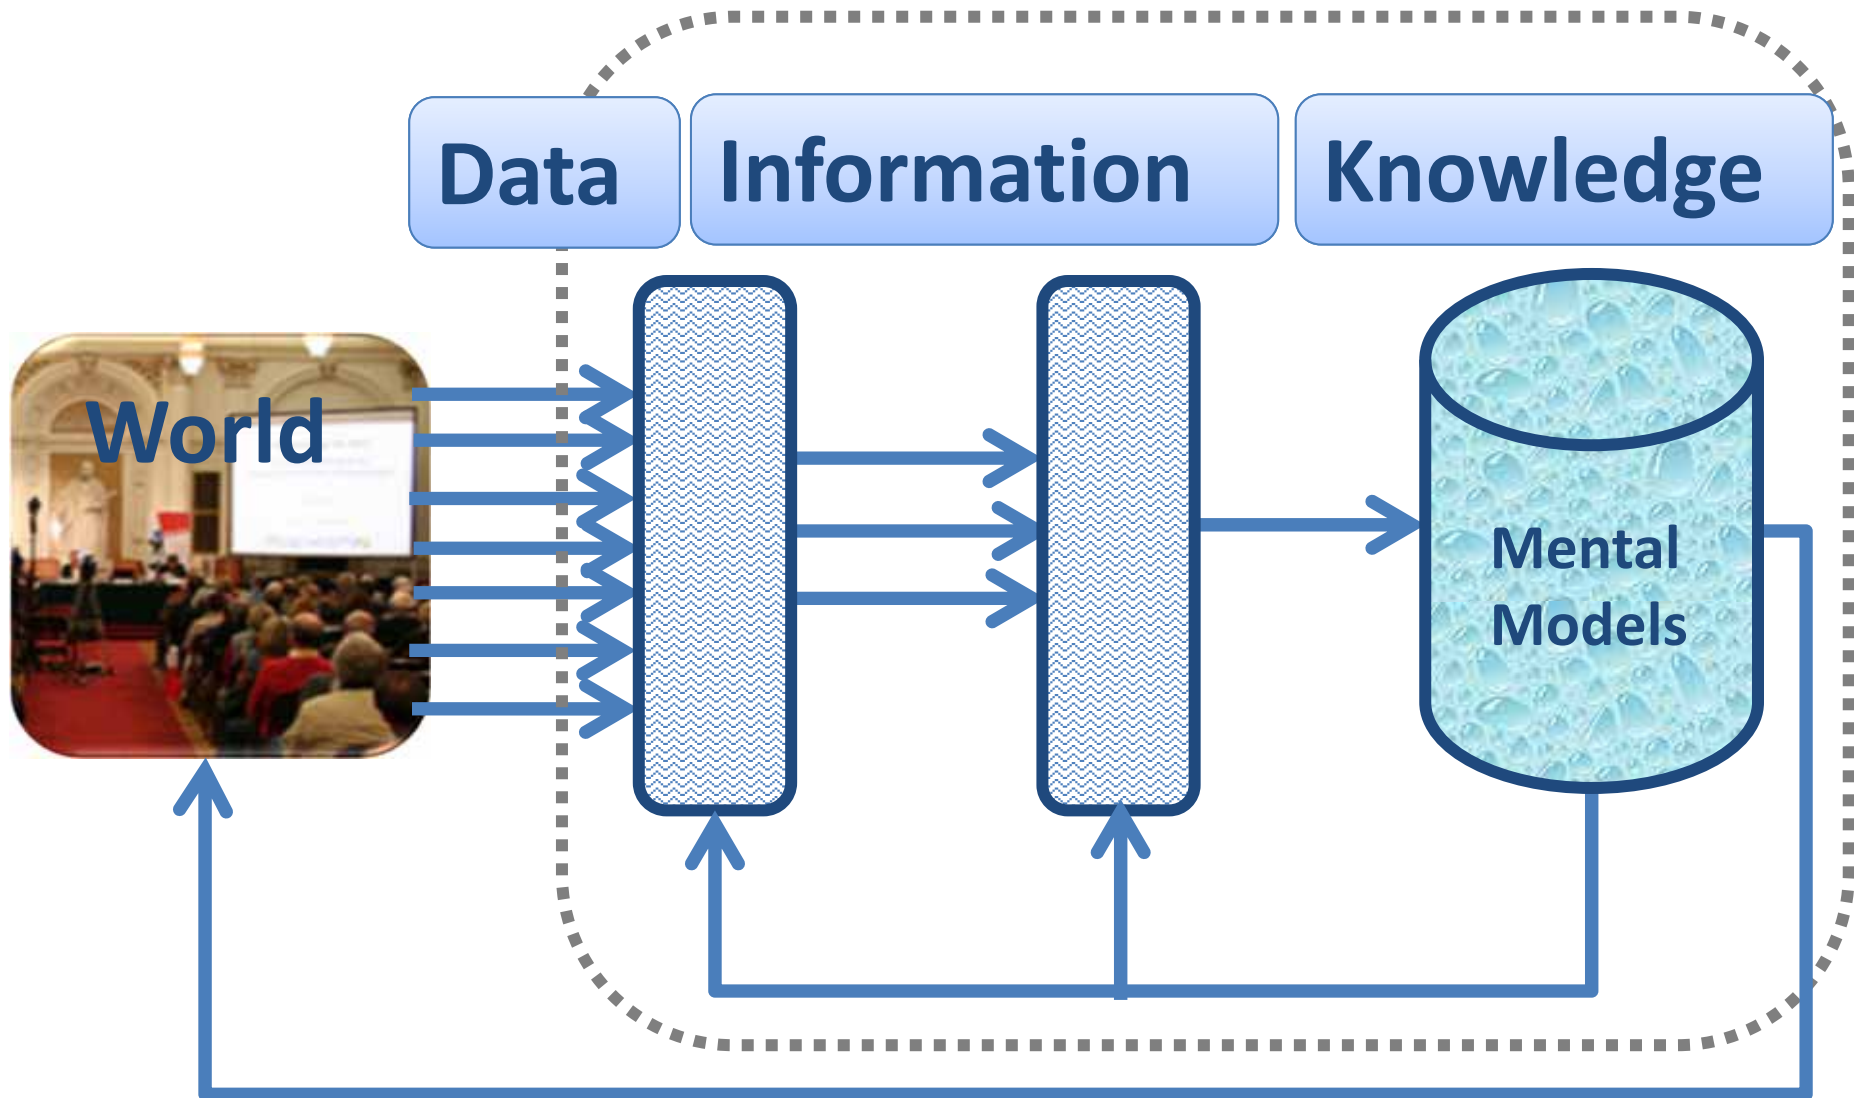 Data
Information
Knowledge
World
Mental
Models